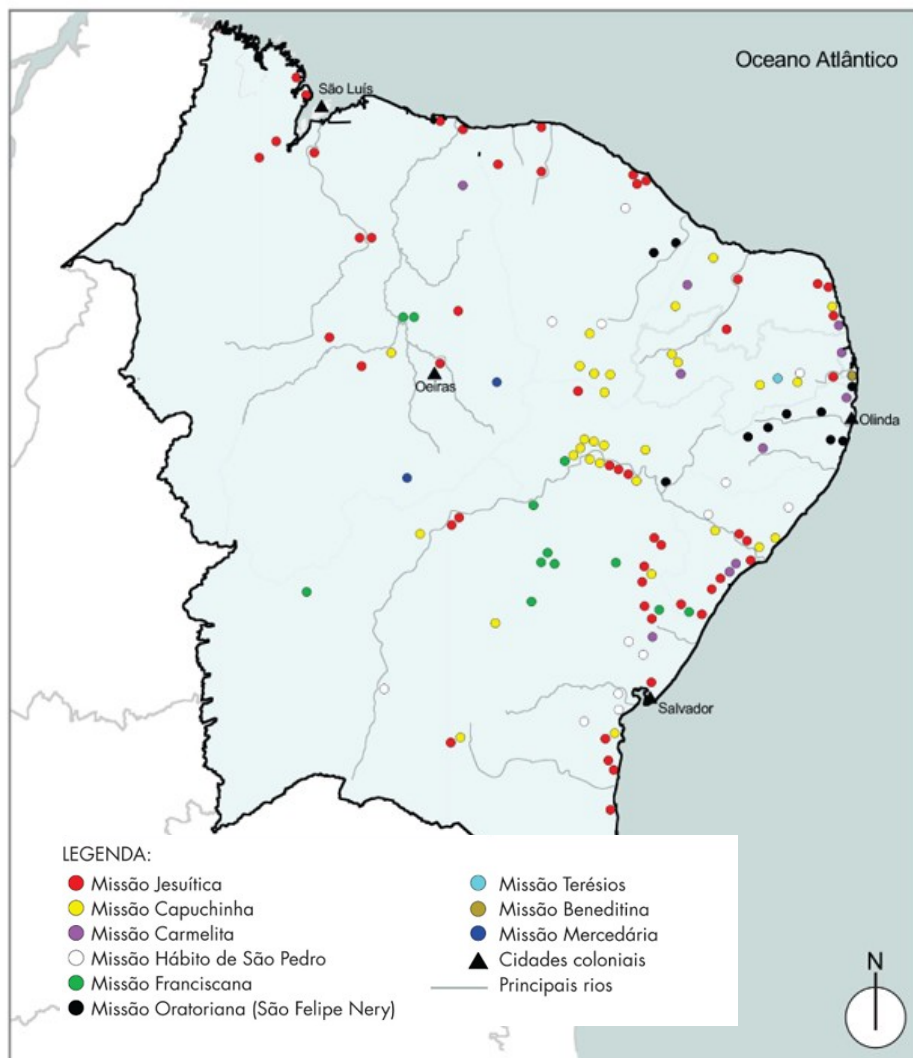 Oceano Atlântico
São Luís
Oeiras
Olinda
Salvador
LEGENDA:
Missão Jesuítica
Missão Capuchinha
Missão Carmelita
Missão Hábito de São Pedro
Missão Franciscana
Missão Oratoriana (São Felipe Nery)
Missão Terésios
Missão Beneditina
Missão Mercedária
Cidades coloniais
Principais rios
N